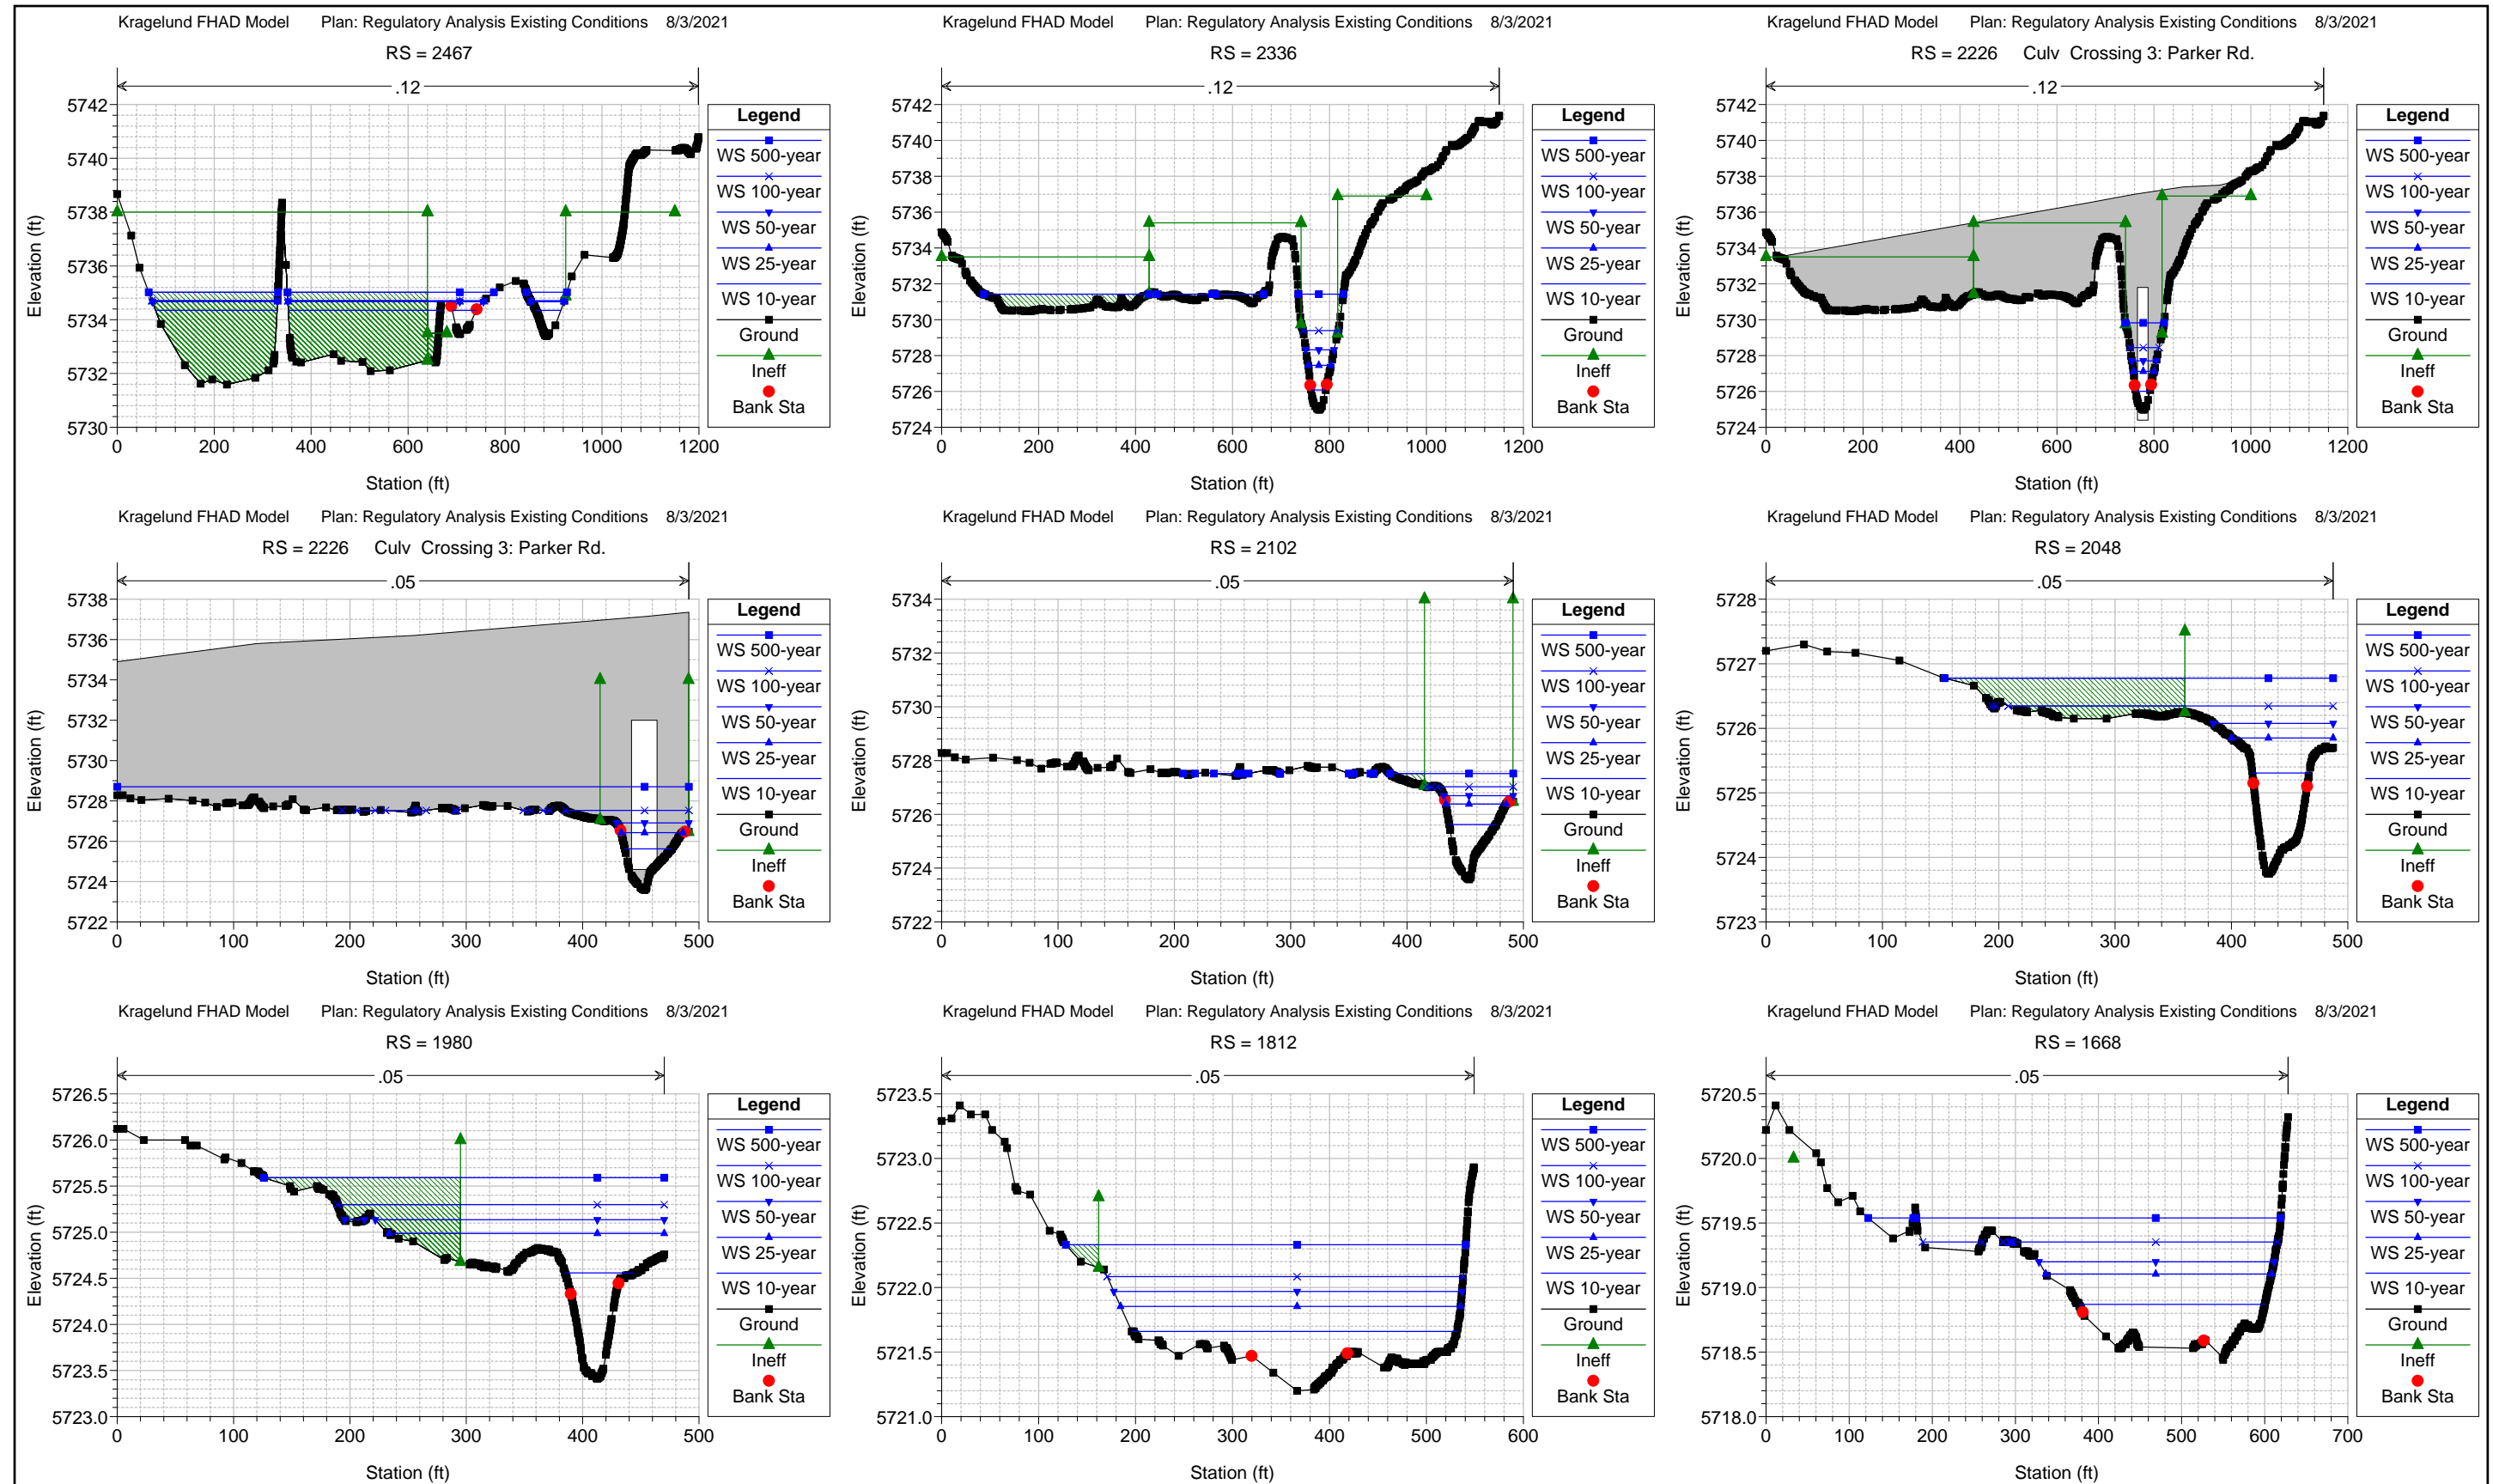 Kragelund FHAD Model Plan: Regulatory Analysis Existing Conditions 8/3/2021
RS = 2467
.12
Elevation (ft)
5742
5740
5738
5736
5734
5732
5730
0 200 400 600 800 1000 1200
Station (ft)
Legend
WS 500-year
WS 100-year
WS 50-year
WS 25-year
WS 10-year
Ground
Ineff
Bank Sta
Kragelund FHAD Model Plan: Regulatory Analysis Existing Conditions 8/3/2021
RS = 2336
.12
Elevation (ft)
5742
5740
5738
5736
5734
5732
5730
5728
5726
5724
0 200 400 600 800 1000 1200
Station (ft)
Legend
WS 500-year
WS 100-year
WS 50-year
WS 25-year
WS 10-year
Ground
Ineff
Bank Sta
Kragelund FHAD Model Plan: Regulatory Analysis Existing Conditions 8/3/2021
RS = 2226 Culv Crossing 3: Parker Rd.
.12
Elevation (ft)
5742
5740
5738
5736
5734
5732
5730
5728
5726
5724
0 200 400 600 800 1000 1200
Station (ft)
Legend
WS 500-year
WS 100-year
WS 50-year
WS 25-year
WS 10-year
Ground
Ineff
Bank Sta
Kragelund FHAD Model Plan: Regulatory Analysis Existing Conditions 8/3/2021
RS = 2226 Culv Crossing 3: Parker Rd.
.05
Elevation (ft)
5738
5736
5734
5732
5730
5728
5726
5724
5722
0 100 200 300 400 500
Station (ft)
Legend
WS 500-year
WS 100-year
WS 50-year
WS 25-year
WS 10-year
Ground
Ineff
Bank Sta
Kragelund FHAD Model Plan: Regulatory Analysis Existing Conditions 8/3/2021
RS = 2102
.05
Elevation (ft)
5734
5732
5730
5728
5726
5724
5722
0 100 200 300 400 500
Station (ft)
Legend
WS 500-year
WS 100-year
WS 50-year
WS 25-year
WS 10-year
Ground
Ineff
Bank Sta
Kragelund FHAD Model Plan: Regulatory Analysis Existing Conditions 8/3/2021
RS = 2048
.05
Elevation (ft)
5728
5727
5726
5725
5724
5723
0 100 200 300 400 500
Station (ft)
Legend
WS 500-year
WS 100-year
WS 50-year
WS 25-year
WS 10-year
Ground
Ineff
Bank Sta
Kragelund FHAD Model Plan: Regulatory Analysis Existing Conditions 8/3/2021
RS = 1980
.05
Elevation (ft)
5726.5
5726.0
5725.5
5725.0
5724.5
5724.0
5723.5
5723.0
0 100 200 300 400 500
Station (ft)
Legend
WS 500-year
WS 100-year
WS 50-year
WS 25-year
WS 10-year
Ground
Ineff
Bank Sta
Kragelund FHAD Model Plan: Regulatory Analysis Existing Conditions 8/3/2021
RS = 1812
.05
Elevation (ft)
5723.5
5723.0
5722.5
5722.0
5721.5
5721.0
0 100 200 300 400 500 600
Station (ft)
Legend
WS 500-year
WS 100-year
WS 50-year
WS 25-year
WS 10-year
Ground
Ineff
Bank Sta
Kragelund FHAD Model Plan: Regulatory Analysis Existing Conditions 8/3/2021
RS = 1668
.05
Elevation (ft)
5720.5
5720.0
5719.5
5719.0
5718.5
5718.0
0 100 200 300 400 500 600 700
Station (ft)
Legend
WS 500-year
WS 100-year
WS 50-year
WS 25-year
WS 10-year
Ground
Ineff
Bank Sta